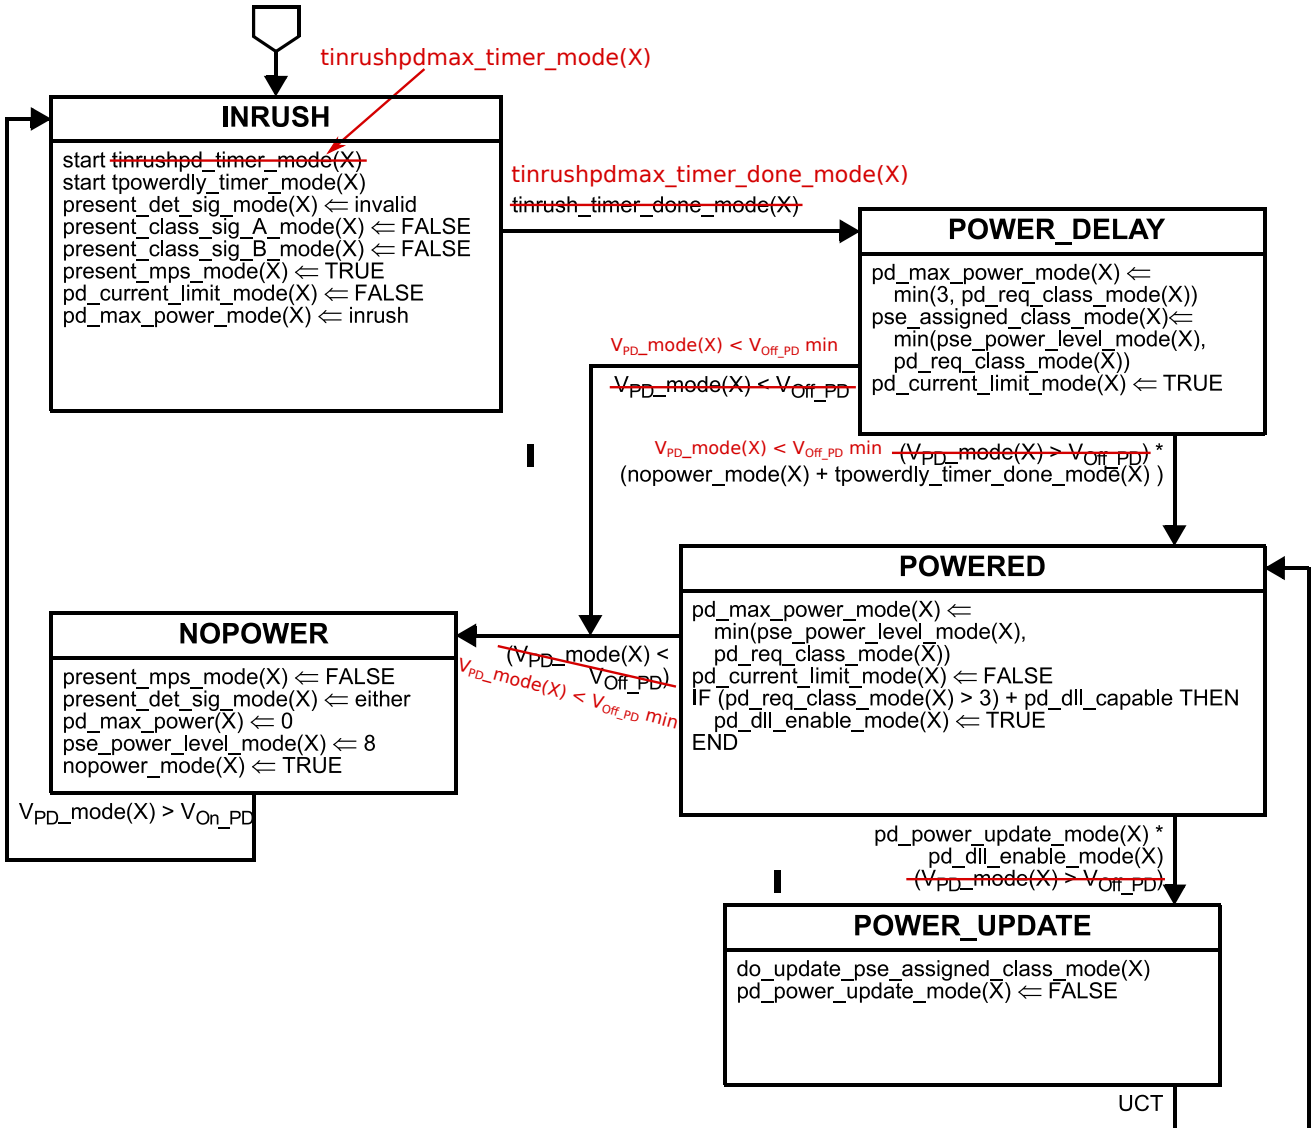 tinrushpdmax_timer_mode(X)
INRUSH
start tinrushpd_timer_mode(X)
start tpowerdly_timer_mode(X)
present_det_sig_mode(X) ⇐ invalid
present_class_sig_A_mode(X) ⇐ FALSE
present_class_sig_B_mode(X) ⇐ FALSE
present_mps_mode(X) ⇐ TRUE
pd_current_limit_mode(X) ⇐ FALSE
pd_max_power_mode(X) ⇐ inrush
tinrushpdmax_timer_done_mode(X)
tinrush_timer_done_mode(X)
POWER_DELAY
pd_max_power_mode(X) ⇐
min(3, pd_req_class_mode(X))
pse_assigned_class_mode(X)⇐
min(pse_power_level_mode(X),
pd_req_class_mode(X))
pd_current_limit_mode(X) ⇐ TRUE
VPD_mode(X) < VOff_PD min
VPD_mode(X) < VOff_PD
VPD_mode(X) < VOff_PD min (VPD_mode(X) > VOff_PD) *
(nopower_mode(X) + tpowerdly_timer_done_mode(X) )
POWERED
pd_max_power_mode(X) ⇐
min(pse_power_level_mode(X),
pd_req_class_mode(X))
pd_current_limit_mode(X) ⇐ FALSE
IF (pd_req_class_mode(X) > 3) + pd_dll_capable THEN
pd_dll_enable_mode(X) ⇐ TRUE
END
(VPD_mode(X) <
VOff_PD)
VPD_mode(X) < VOff_PD min
NOPOWER
present_mps_mode(X) ⇐ FALSE
present_det_sig_mode(X) ⇐ either
pd_max_power(X) ⇐ 0
pse_power_level_mode(X) ⇐ 8
nopower_mode(X) ⇐ TRUE
VPD_mode(X) > VOn_PD
pd_power_update_mode(X) *
pd_dll_enable_mode(X)
(VPD_mode(X) > VOff_PD)
POWER_UPDATE
do_update_pse_assigned_class_mode(X)
pd_power_update_mode(X) ⇐ FALSE
UCT